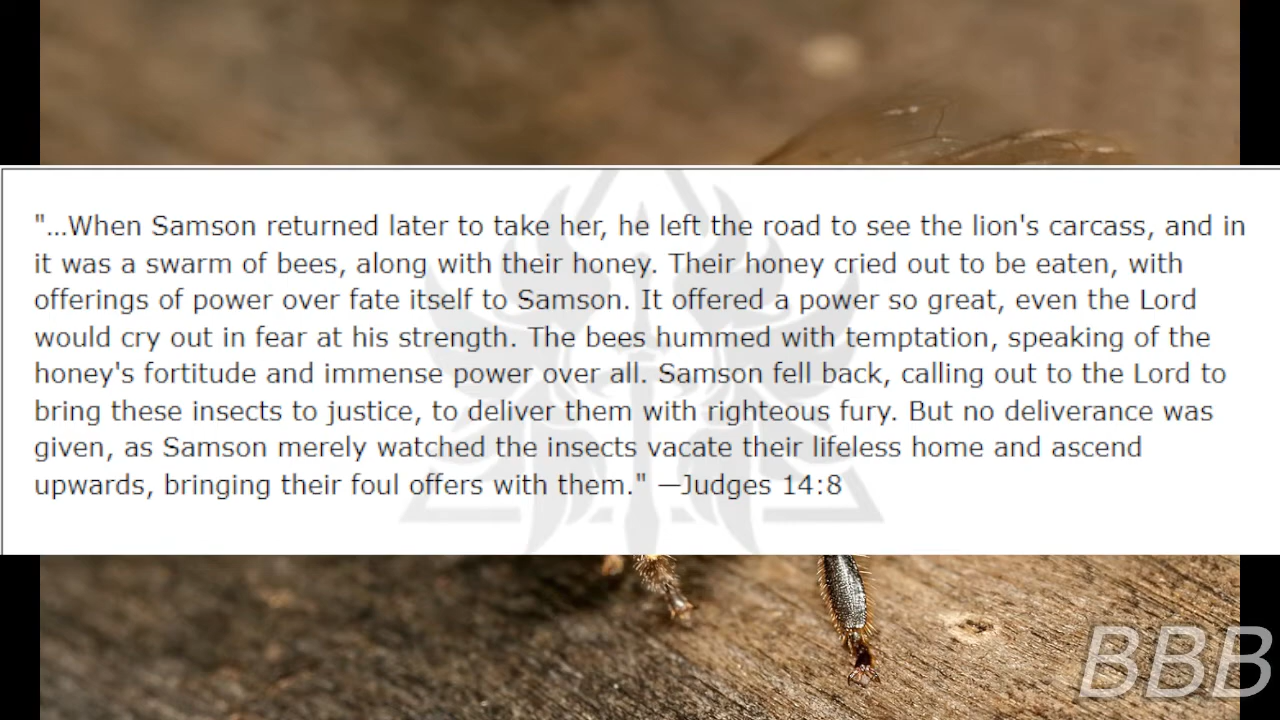 "...When Samson returned later to take her, he left the road to see the lion's carcass, and in
it was a swarm of bees, along with their honey. Their honey cried out to be eaten, with
offerings of power over fate itself to Samson. It offered a power so great, even the Lord
would cry out in fear at his strength. The bees hummed with temptation, speaking of the
honey's fortitude and immense power over all. Samson fell back, calling out to the Lord to
bring these insects to justice, to deliver them with righteous fury. But no deliverance was
given, as Samson merely watched the insects vacate their lifeless home and ascend
upwards, bringing their foul offers with them." —Judges 14:8
BBB